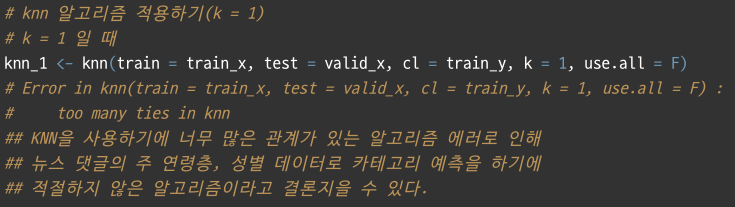 # knn 알고리즘 적용하기(k = 1)
# k = 1 일 때
knn_1 <- knn(train = train_x, test = valid_x, cl = train_y, k = 1, use.all = F)
# Error in knn(train = train_x, test = valid_x, cl = train_y, k = 1, use.all = F) :
#     too many ties in knn
## KNN을 사용하기에 너무 많은 관계가 있는 알고리즘 에러로 인해
## 뉴스 댓글의 주 연령층, 성별 데이터로 카테고리 예측을 하기에
## 적절하지 않은 알고리즘이라고 결론지을 수 있다.